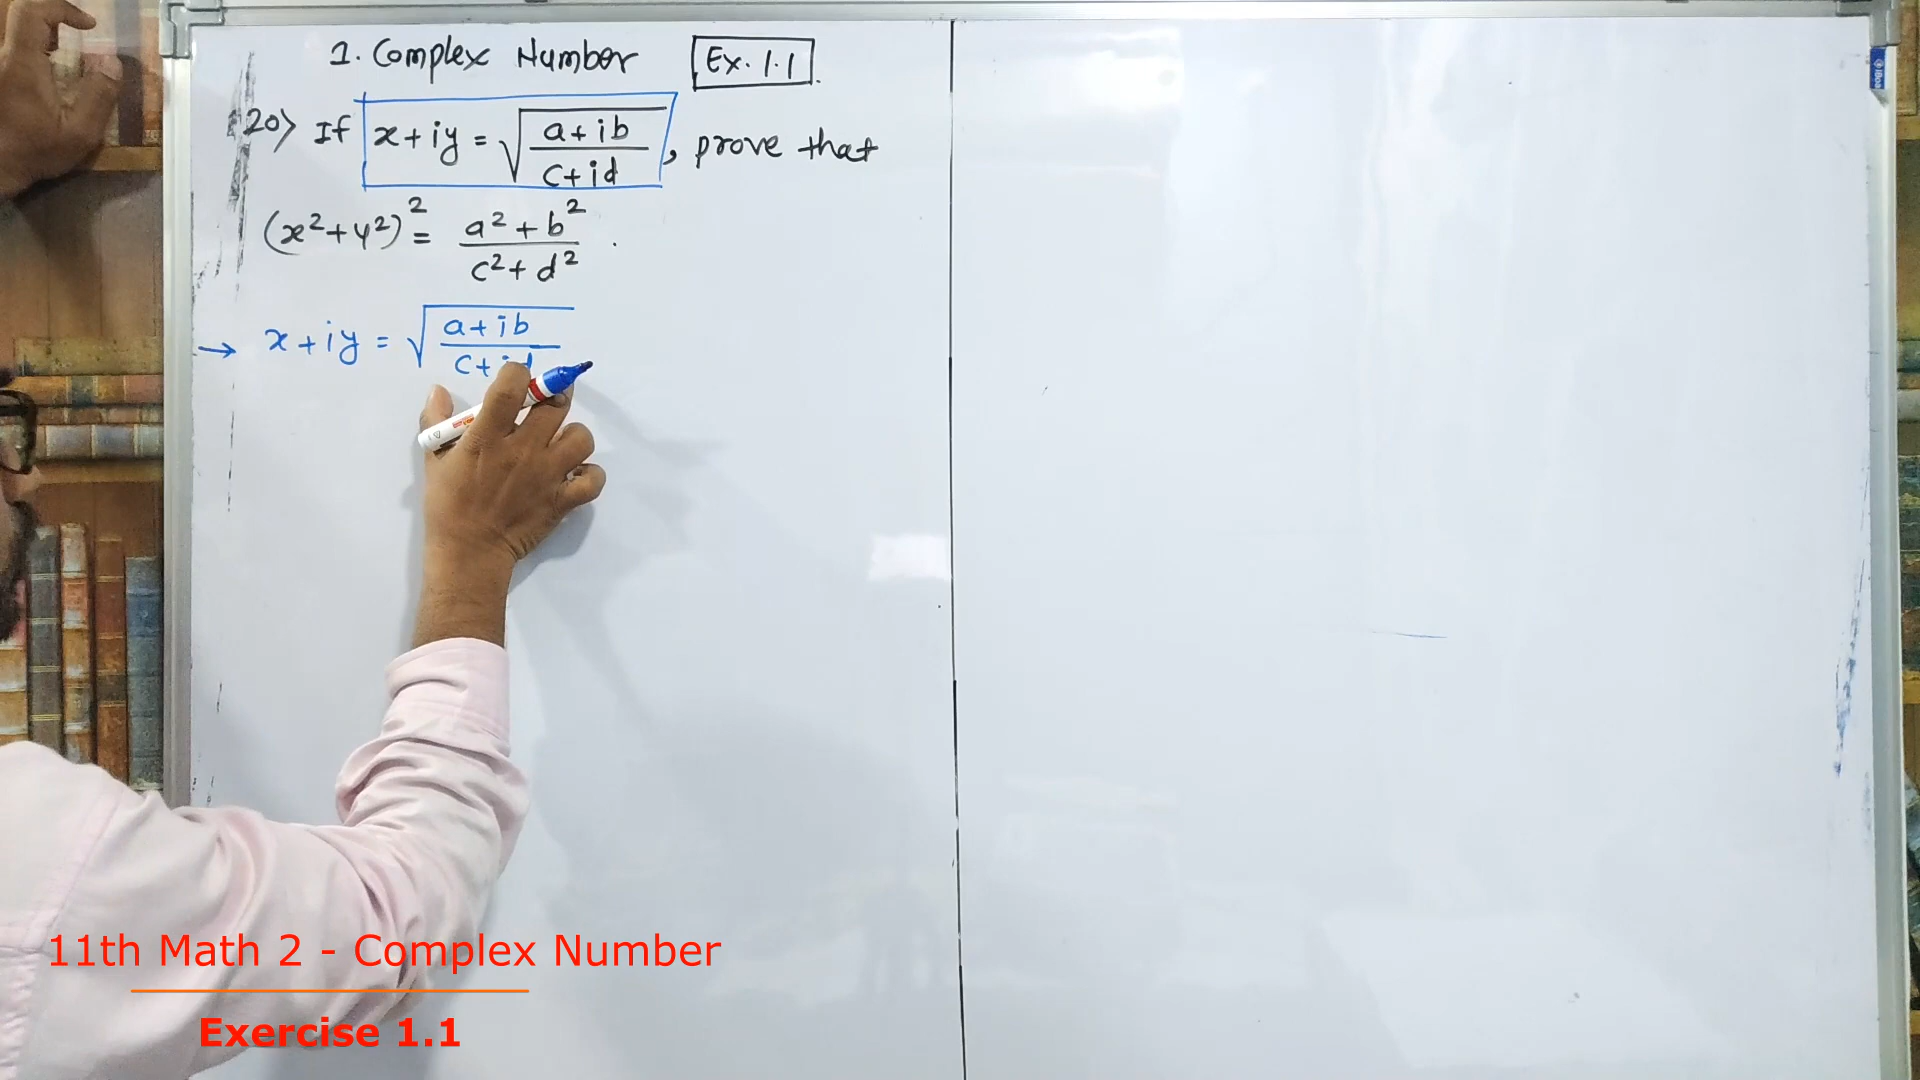 1. Complex Number Ex. 1.1
20> If x + iy = √(a + ib / c + id), prove that
(x² + y²)² = a² + b² / c² + d² .
→ x + iy = √(a + ib / c + id)
11th Math 2 - Complex Number
Exercise 1.1